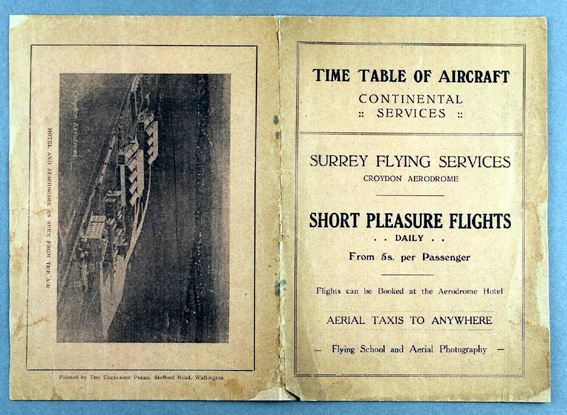 HOTEL AND AERODROME AS SEEN FROM THE AIR
Printed by THE EXCELSIOR PRESS, Stafford Road, Wallington
TIME TABLE OF AIRCRAFT
CONTINENTAL
:: SERVICES ::
SURREY FLYING SERVICES
CROYDON AERODROME
SHORT PLEASURE FLIGHTS
. . DAILY . .
From 5s. per Passenger
Flights can be Booked at the Aerodrome Hotel
AERIAL TAXIS TO ANYWHERE
— Flying School and Aerial Photography —